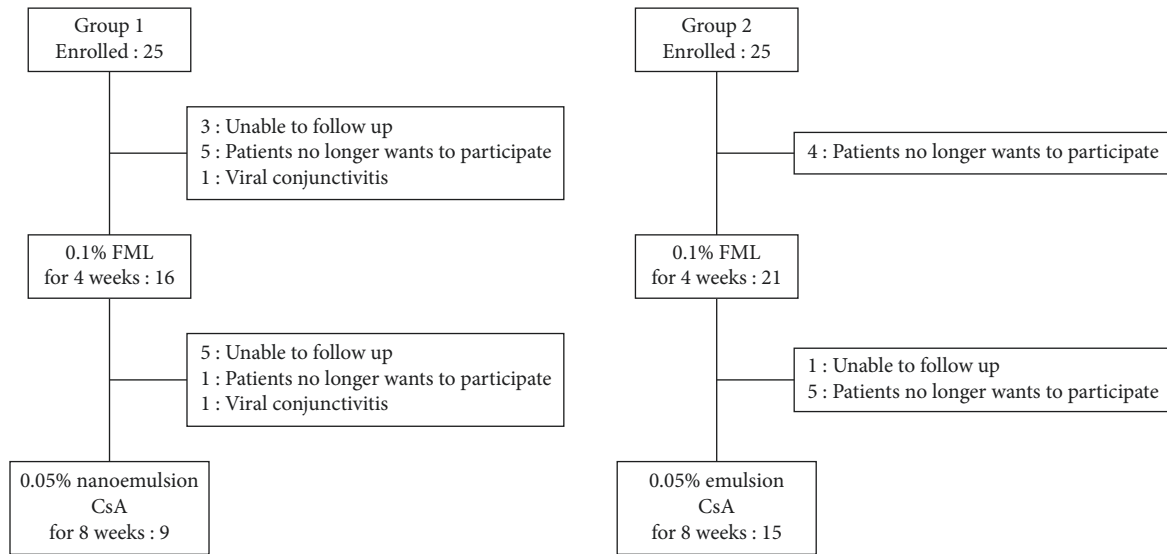 Group 1
Enrolled : 25
3 : Unable to follow up
5 : Patients no longer wants to participate
1 : Viral conjunctivitis
0.1% FML
for 4 weeks : 16
5 : Unable to follow up
1 : Patients no longer wants to participate
1 : Viral conjunctivitis
0.05% nanoemulsion
CsA
for 8 weeks : 9
Group 2
Enrolled : 25
4 : Patients no longer wants to participate
0.1% FML
for 4 weeks : 21
1 : Unable to follow up
5 : Patients no longer wants to participate
0.05% emulsion
CsA
for 8 weeks : 15